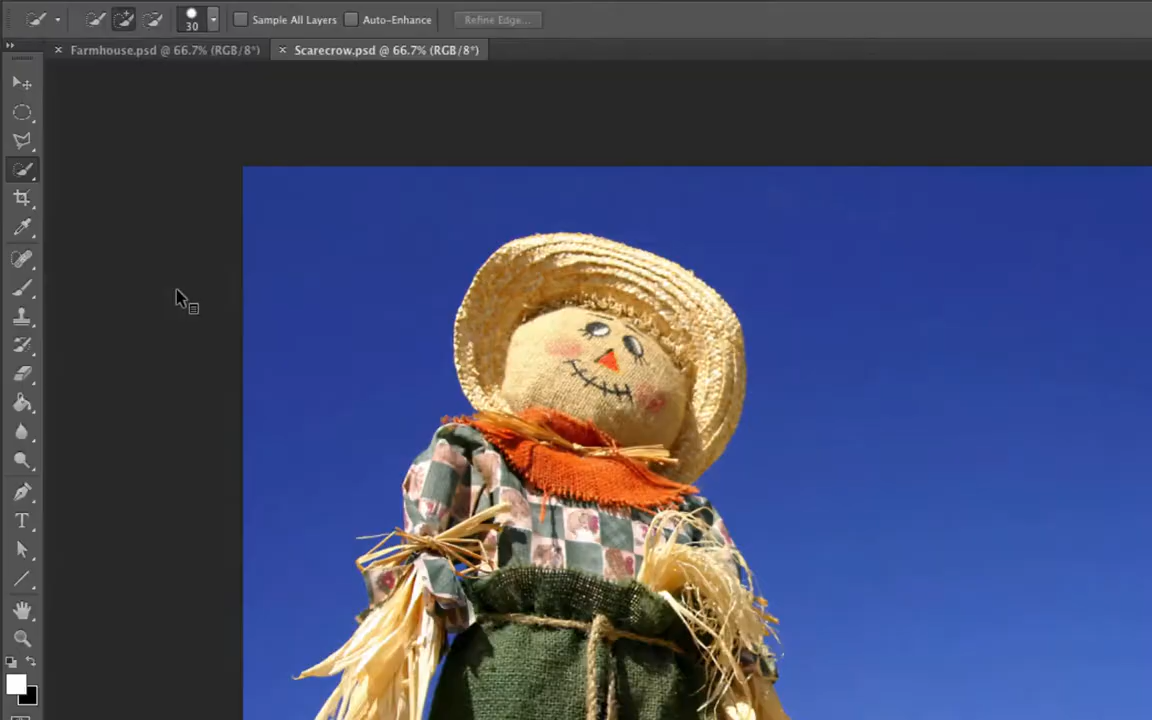 30
Sample All Layers
Auto-Enhance
Refine Edge...
Farmhouse.psd @ 66.7% (RGB/8*)
Scarecrow.psd @ 66.7% (RGB/8*)